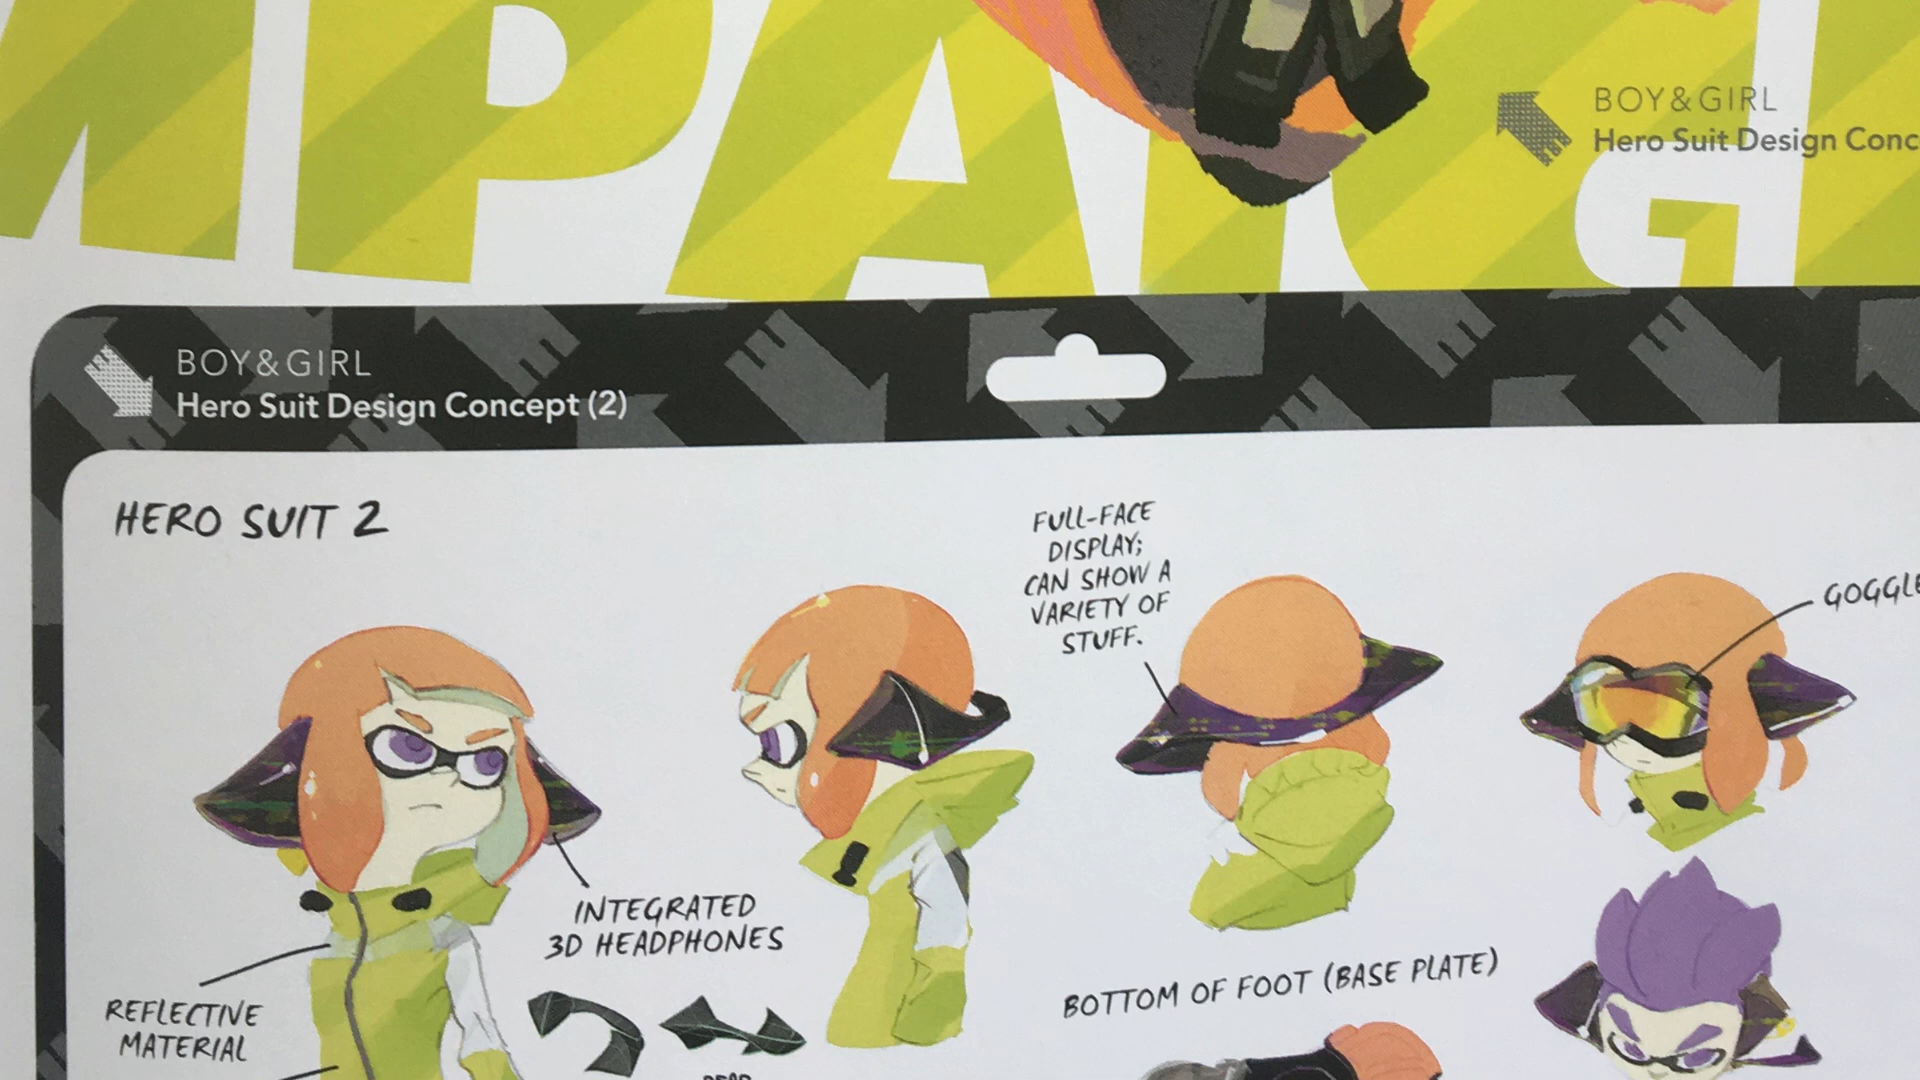 BOY&GIRL
Hero Suit Design
BOY&GIRL
Hero Suit Design Concept (2)
HERO SUIT 2
FULL-FACE
DISPLAY;
CAN SHOW A
VARIETY OF
STUFF.
INTEGRATED
3D HEADPHONES
REFLECTIVE
MATERIAL
BOTTOM OF FOOT (BASE PLATE)